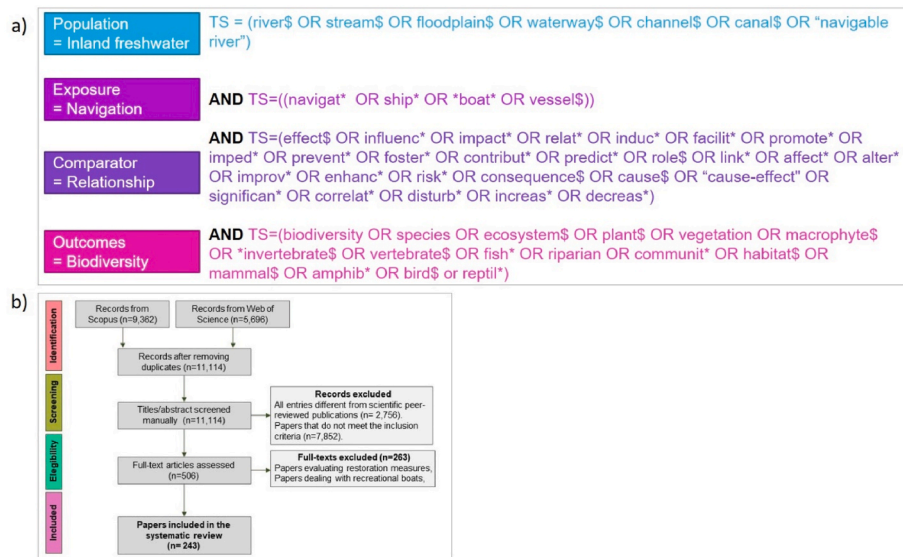 a)
Population
= Inland freshwater
TS = (river$ OR stream$ OR floodplain$ OR waterway$ OR channel$ OR canal$ OR “navigable
river”)
Exposure
= Navigation
AND TS=((navigat* OR ship* OR *boat* OR vessel$))
Comparator
= Relationship
AND TS=(effect$ OR influenc* OR impact* OR relat* OR induc* OR facilit* OR promote* OR
imped* OR prevent* OR foster* OR contribut* OR predict* OR role$ OR link* OR affect* OR alter*
OR improv* OR enhanc* OR risk* OR consequence$ OR cause$ OR “cause-effect” OR
significan* OR correlat* OR disturb* OR increas* OR decreas*)
Outcomes
= Biodiversity
AND TS=(biodiversity OR species OR ecosystem$ OR plant$ OR vegetation OR macrophyte$
OR *invertebrate$ OR vertebrate$ OR fish* OR riparian OR communit* OR habitat$ OR
mammal$ OR amphib* OR bird$ or reptil*)
b)
Identification
Records from
Scopus (n=9,362)
Records from Web of
Science (n=5,696)
Records after removing
duplicates (n=11,114)
Screening
Titles/abstract screened
manually (n=11,114)
Records excluded
All entries different from scientific peer-
reviewed publications (n= 2,756).
Papers that do not meet the inclusion
criteria (n=7,852).
Elegibility
Full-text articles assessed
(n=506)
Full-texts excluded (n=263)
Papers evaluating restoration measures,
Papers dealing with recreational boats,
Included
Papers included in the
systematic review
(n= 243)